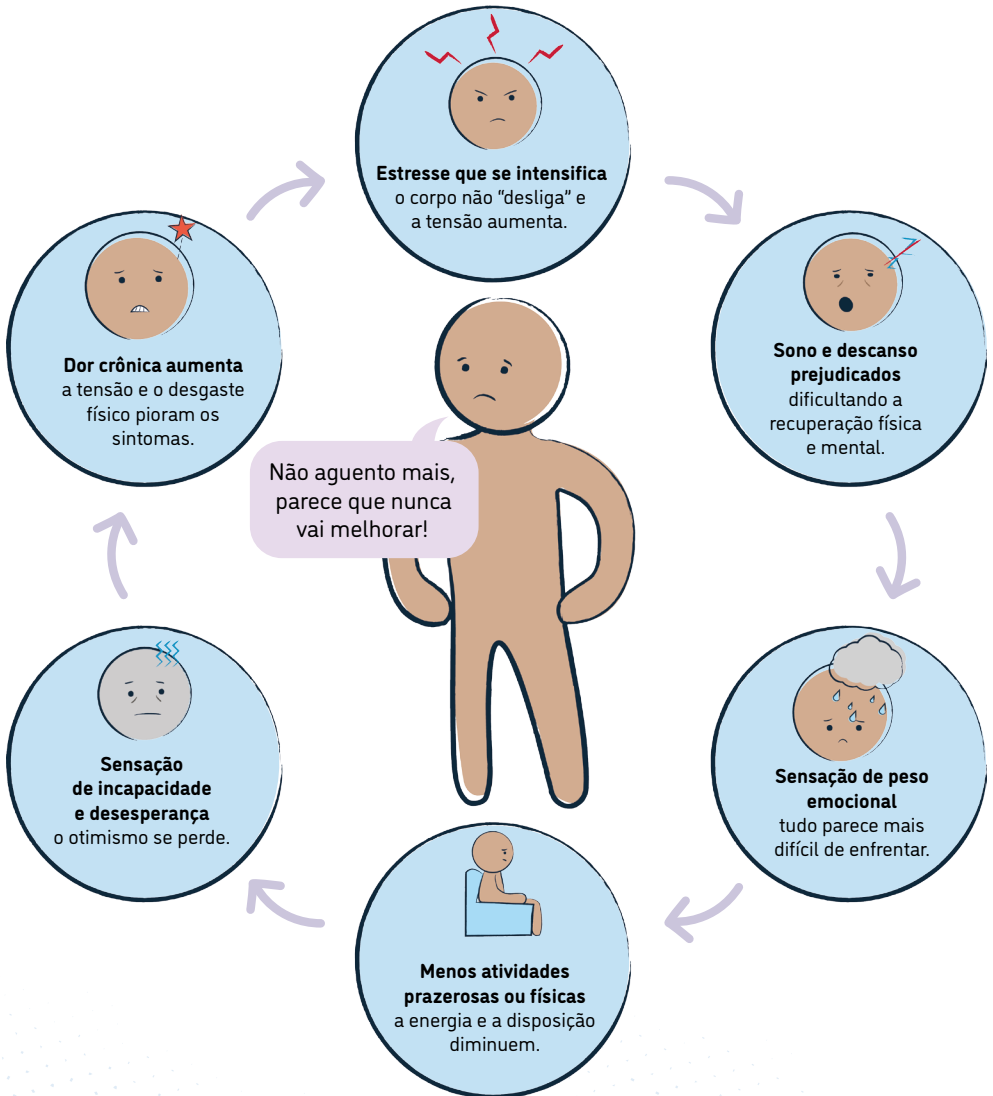 Estresse que se intensifica
o corpo não “desliga” e
a tensão aumenta.
Sono e descanso
prejudicados
dificultando a
recuperação física
e mental.
Sensação de peso
emocional
tudo parece mais
difícil de enfrentar.
Menos atividades
prazerosas ou físicas
a energia e a disposição
diminuem.
Sensação
de incapacidade
e desesperança
o otimismo se perde.
Dor crônica aumenta
a tensão e o desgaste
físico pioram os
sintomas.
Não aguento mais,
parece que nunca
vai melhorar!